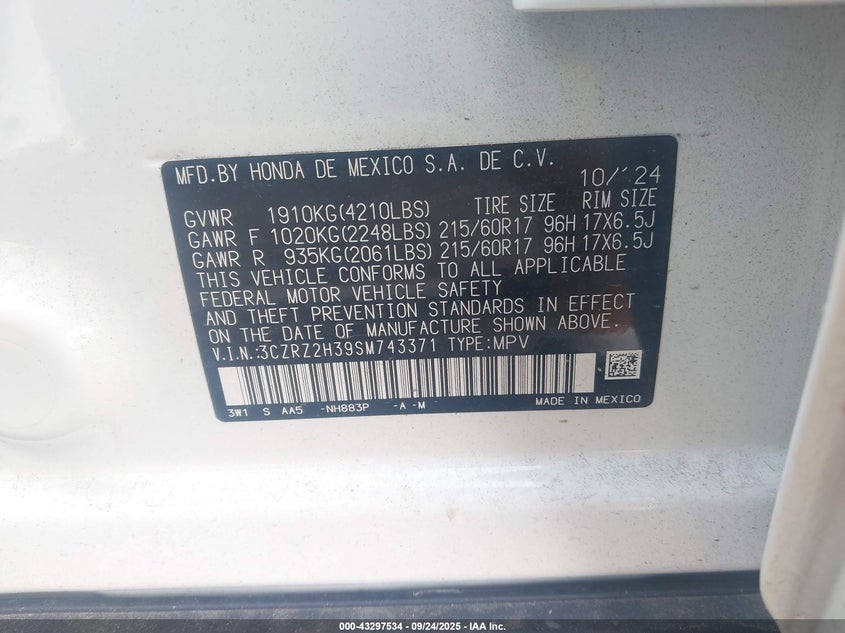 MFD.BY HONDA DE MEXICO S.A. DE C.V.
10/24
GVWR 1910KG(4210LBS) TIRE SIZE RIM SIZE
GAWR F 1020KG(2248LBS) 215/60R17 96H 17X6.5J
GAWR R 935KG(2061LBS) 215/60R17 96H 17X6.5J
THIS VEHICLE CONFORMS TO ALL APPLICABLE
FEDERAL MOTOR VEHICLE SAFETY
AND THEFT PREVENTION STANDARDS IN EFFECT
ON THE DATE OF MANUFACTURE SHOWN ABOVE.
V.I.N.:3CZRZ2H39SM743371 TYPE:MPV
3W1 S AA5 -NH883P -A -M MADE IN MEXICO
000-43297534 - 09/24/2025 - IAA Inc.